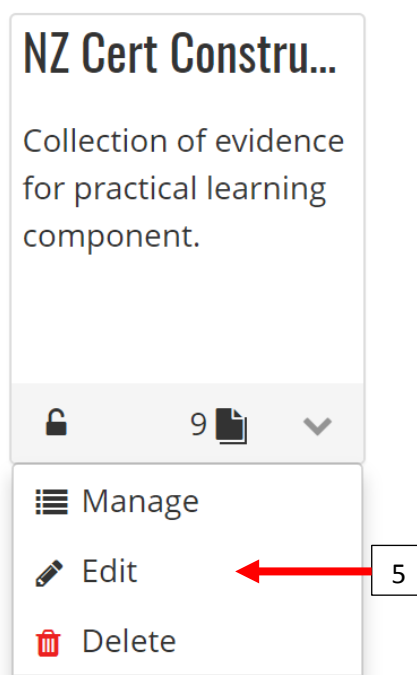 NZ Cert Constru...
Collection of evidence
for practical learning
component.
9
Manage
Edit
5
Delete